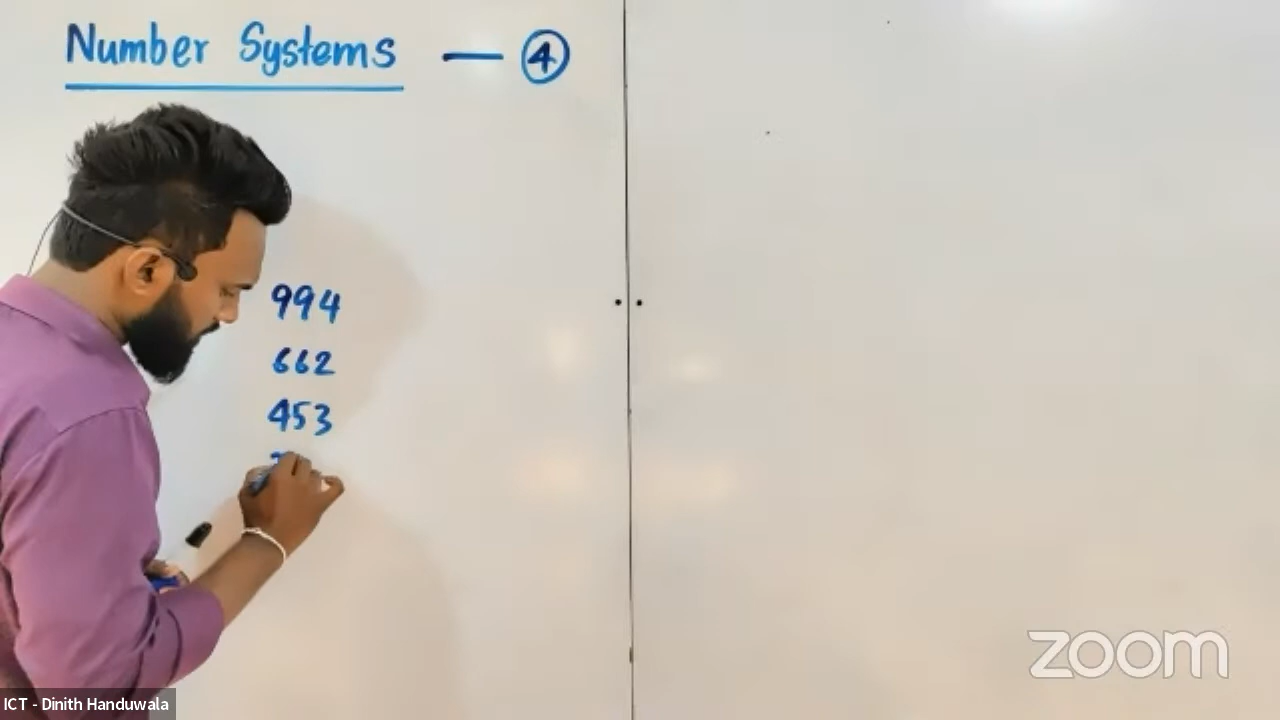 Number Systems — ④
994
662
453
zoom
ICT - Dinith Handuwala